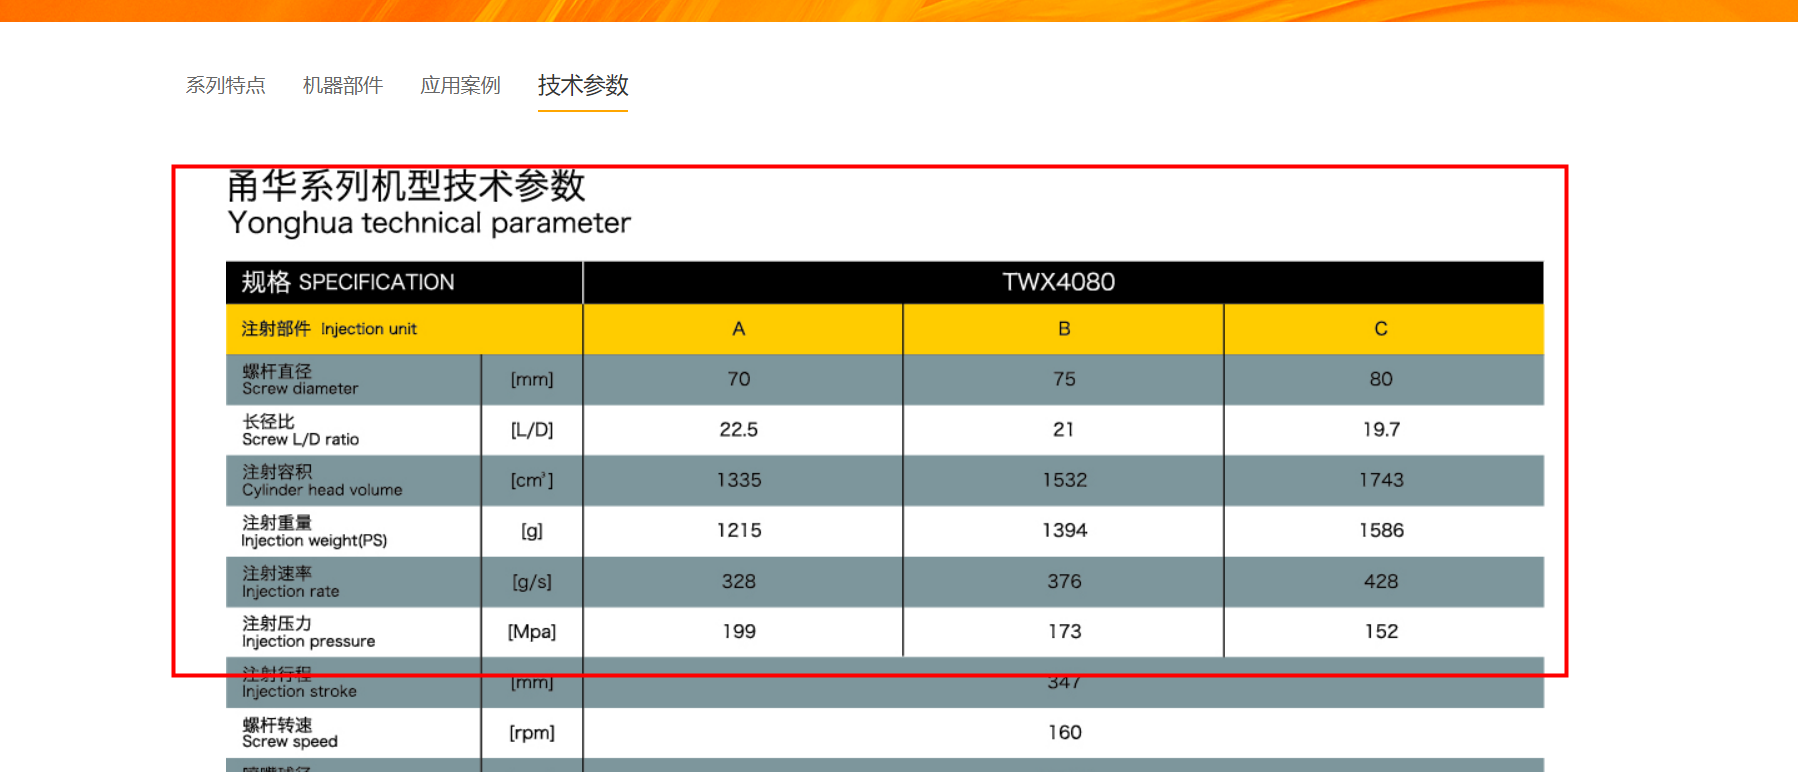 系列特点 机器部件 应用案例 技术参数
甬华系列机型技术参数
Yonghua technical parameter
规格 SPECIFICATION TWX4080
注射部件 Injection unit A B C
螺杆直径
Screw diameter [mm] 70 75 80
长径比
Screw L/D ratio [L/D] 22.5 21 19.7
注射容积
Cylinder head volume [cm³] 1335 1532 1743
注射重量
Injection weight(PS) [g] 1215 1394 1586
注射速率
Injection rate [g/s] 328 376 428
注射压力
Injection pressure [Mpa] 199 173 152
注射行程
Injection stroke [mm] 347
螺杆转速
Screw speed [rpm] 160